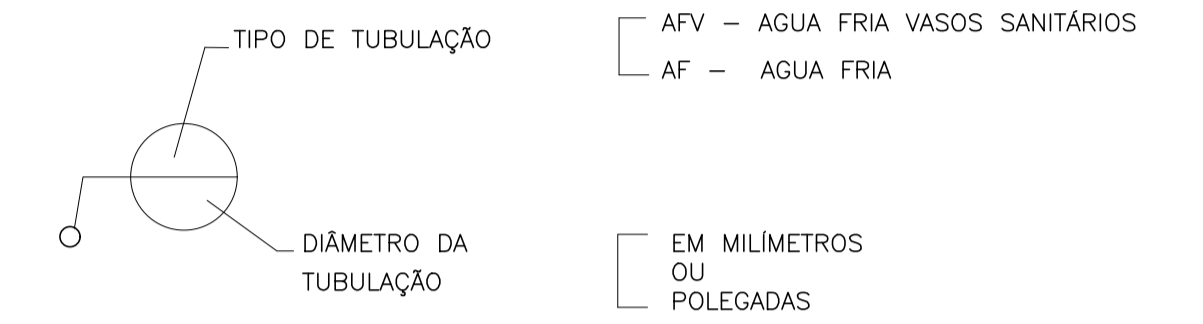 TIPO DE TUBULAÇÃO
AFV – AGUA FRIA VASOS SANITÁRIOS
AF – AGUA FRIA
DIÂMETRO DA
TUBULAÇÃO
EM MILÍMETROS
OU
POLEGADAS